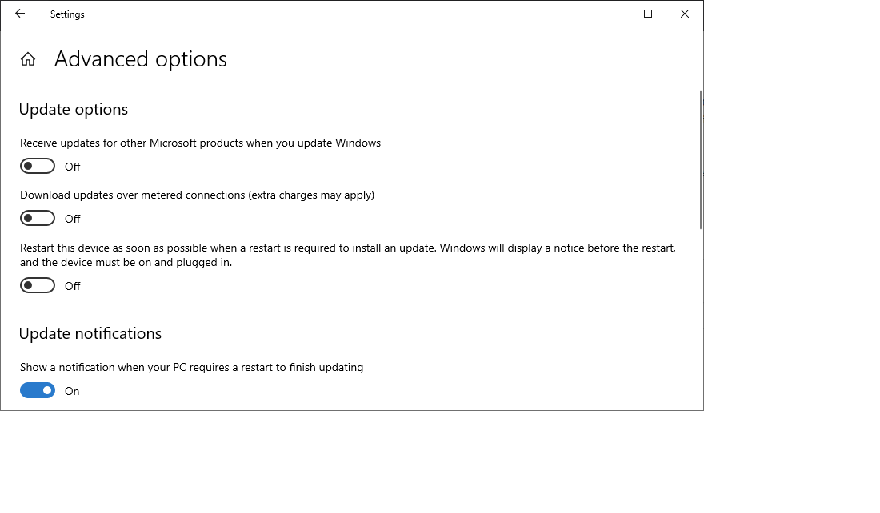 Settings
Advanced options
Update options
Receive updates for other Microsoft products when you update Windows
Off
Download updates over metered connections (extra charges may apply)
Off
Restart this device as soon as possible when a restart is required to install an update. Windows will display a notice before the restart,
and the device must be on and plugged in.
Off
Update notifications
Show a notification when your PC requires a restart to finish updating
On